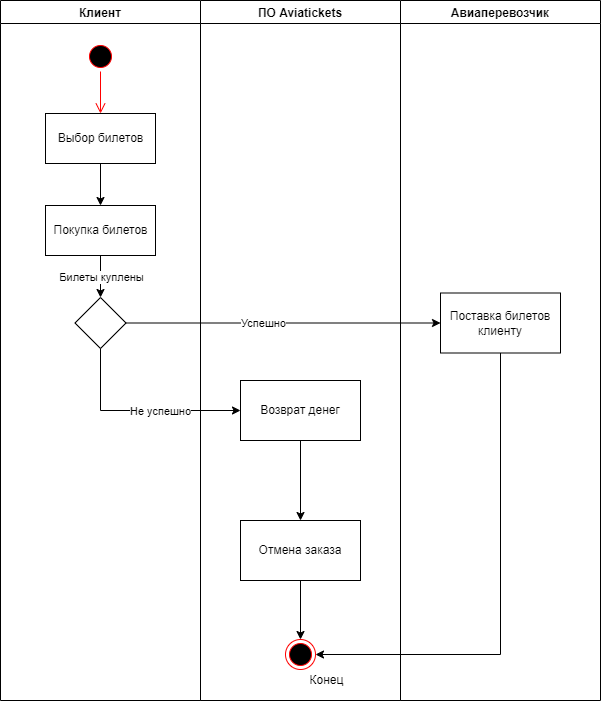 Клиент
ПО Aviatickets
Авиаперевозчик
Выбор билетов
Покупка билетов
Билеты куплены
Успешно
Поставка билетов
клиенту
Не успешно
Возврат денег
Отмена заказа
Конец